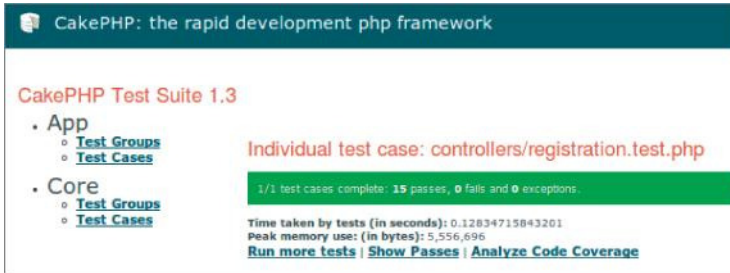 CakePHP: the rapid development php framework
CakePHP Test Suite 1.3
App
Test Groups
Test Cases
Core
Test Groups
Test Cases
Individual test case: controllers/registration.test.php
1/1 test cases complete: 15 passes, 0 fails and 0 exceptions.
Time taken by tests (in seconds): 0.12834715843201
Peak memory use: (in bytes): 5,556,696
Run more tests | Show Passes | Analyze Code Coverage